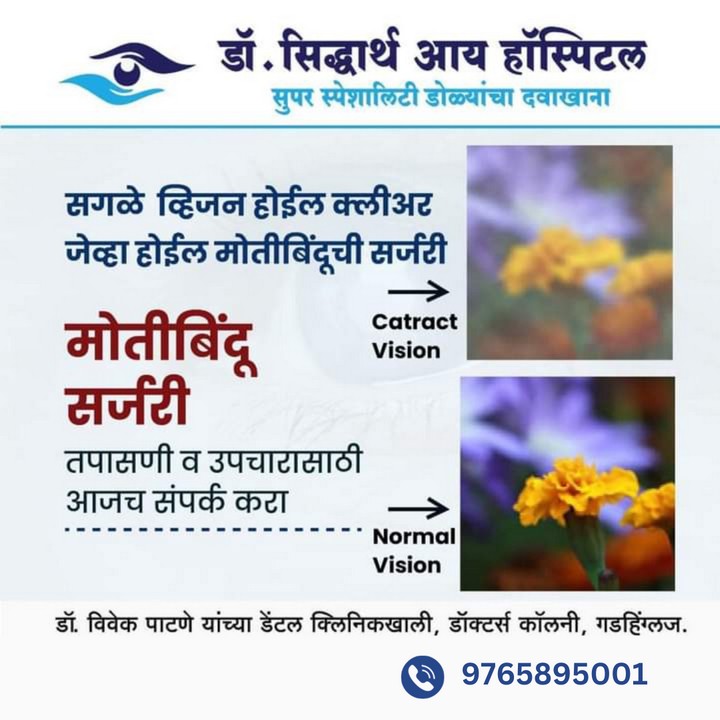 डॉ. सिद्धार्थ आय हॉस्पिटल
सुपर स्पेशालिटी डोळ्यांचा दवाखाना
सगळे व्हिजन होईल क्लीअर
जेव्हा होईल मोतीबिंदूची सर्जरी
Catract
Vision
मोतीबिंदू
सर्जरी
तपासणी व उपचारासाठी
आजच संपर्क करा
Normal
Vision
डॉ. विवेक पाटणे यांच्या डेंटल क्लिनिकखाली, डॉक्टर्स कॉलनी, गडहिंग्लज.
9765895001